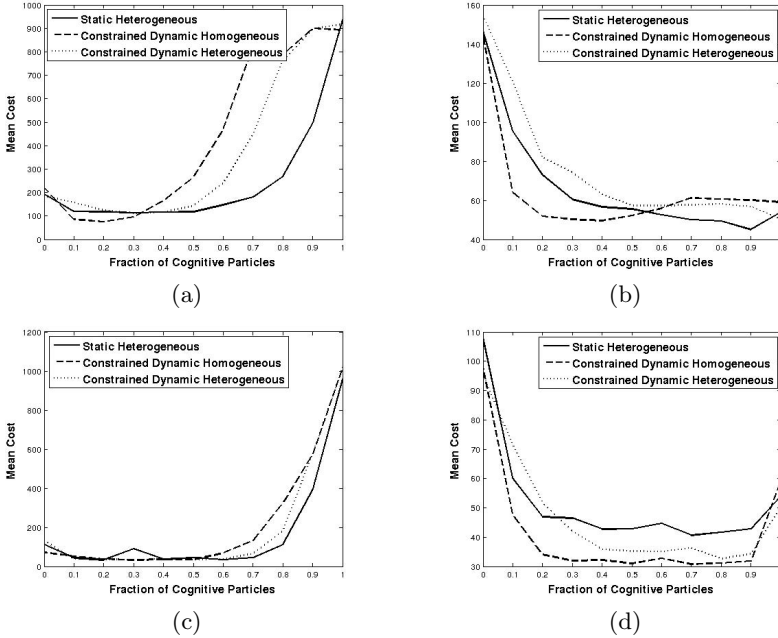 1000
900
800
700
600
500
400
300
200
100
0
Mean Cost
Static Heterogeneous
Constrained Dynamic Homogeneous
Constrained Dynamic Heterogeneous
0 0.1 0.2 0.3 0.4 0.5 0.6 0.7 0.8 0.9 1
Fraction of Cognitive Particles
(a)
160
140
120
100
80
60
40
Mean Cost
Static Heterogeneous
Constrained Dynamic Homogeneous
Constrained Dynamic Heterogeneous
0 0.1 0.2 0.3 0.4 0.5 0.6 0.7 0.8 0.9
Fraction of Cognitive Particles
(b)
1200
1000
800
600
400
200
0
Mean Cost
Static Heterogeneous
Constrained Dynamic Homogeneous
Constrained Dynamic Heterogeneous
0 0.1 0.2 0.3 0.4 0.5 0.6 0.7 0.8 0.9 1
Fraction of Cognitive Particles
(c)
110
100
90
80
70
60
50
40
30
Mean Cost
Static Heterogeneous
Constrained Dynamic Homogeneous
Constrained Dynamic Heterogeneous
0 0.1 0.2 0.3 0.4 0.5 0.6 0.7 0.8 0.9
Fraction of Cognitive Particles
(d)